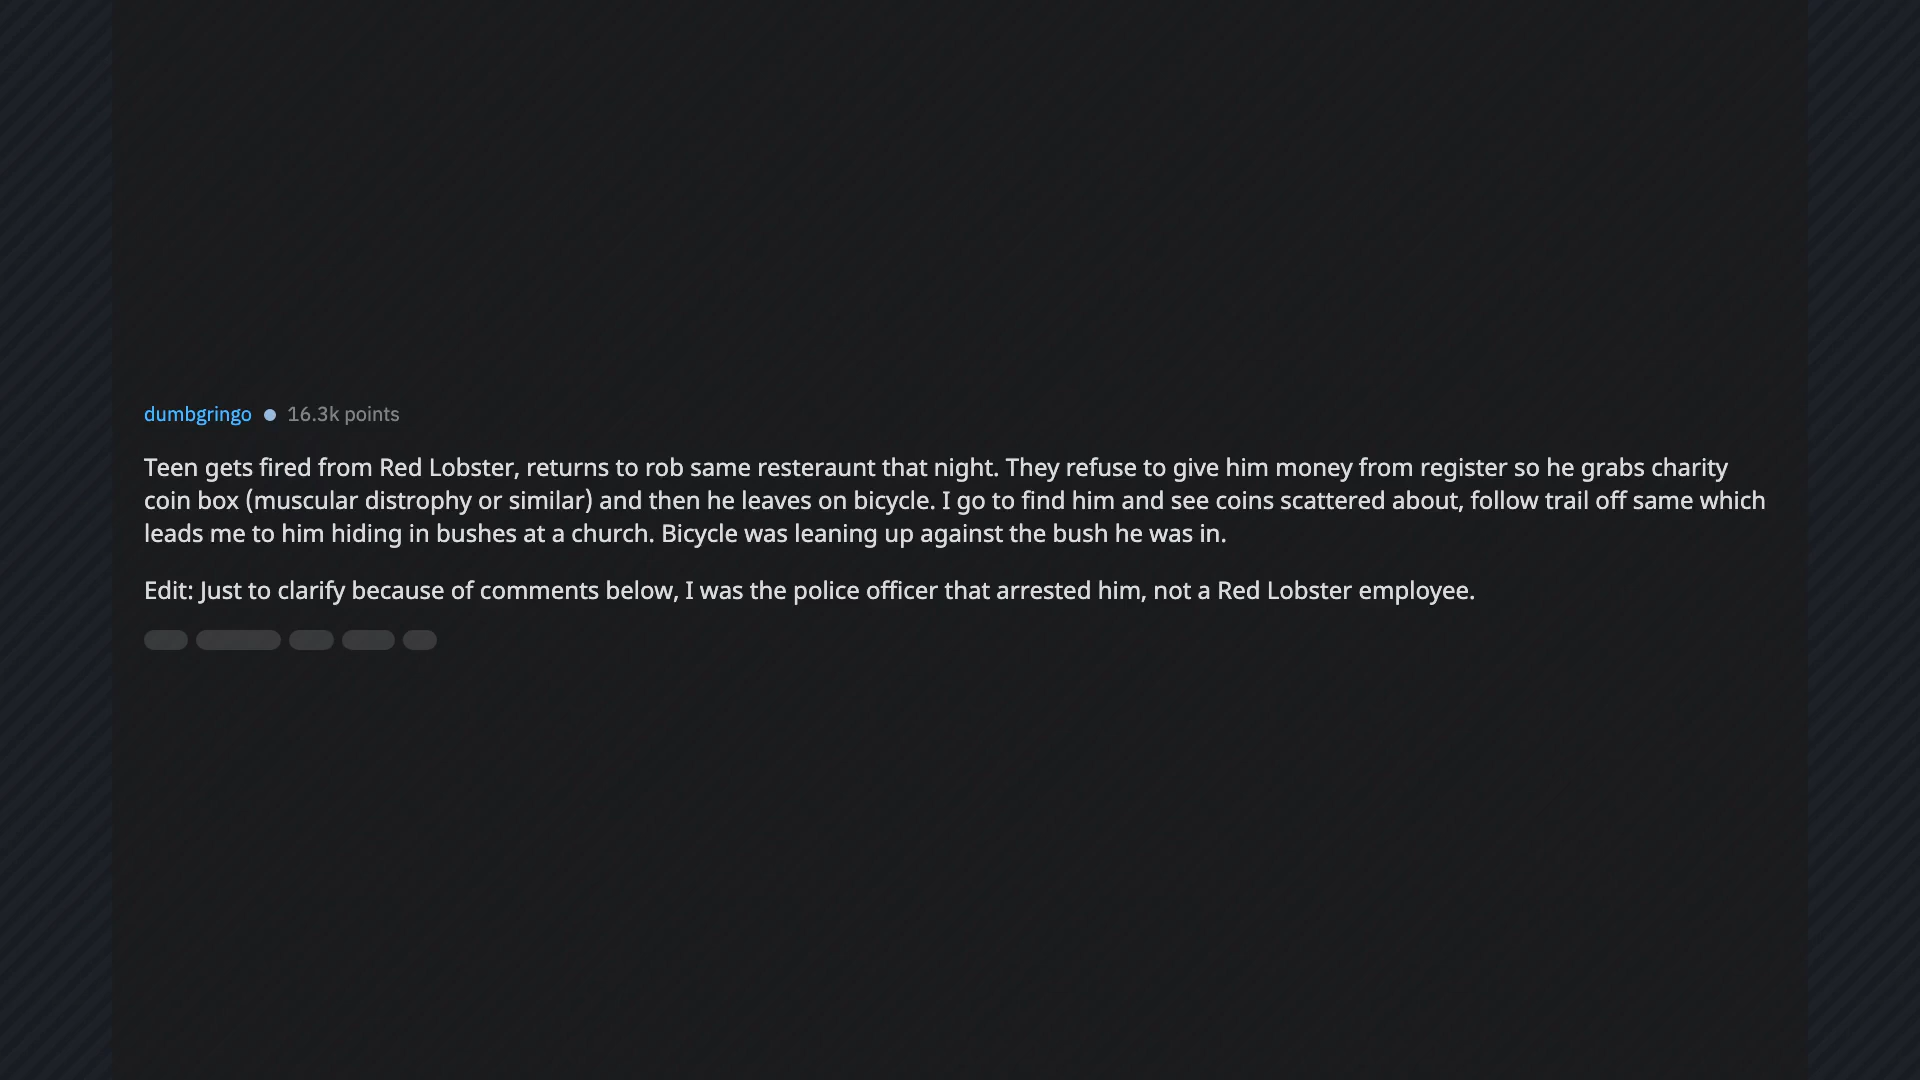 dumbgringo 16.3k points
Teen gets fired from Red Lobster, returns to rob same resteraunt that night. They refuse to give him money from register so he grabs charity
coin box (muscular distrophy or similar) and then he leaves on bicycle. I go to find him and see coins scattered about, follow trail off same which
leads me to him hiding in bushes at a church. Bicycle was leaning up against the bush he was in.
Edit: Just to clarify because of comments below, I was the police officer that arrested him, not a Red Lobster employee.